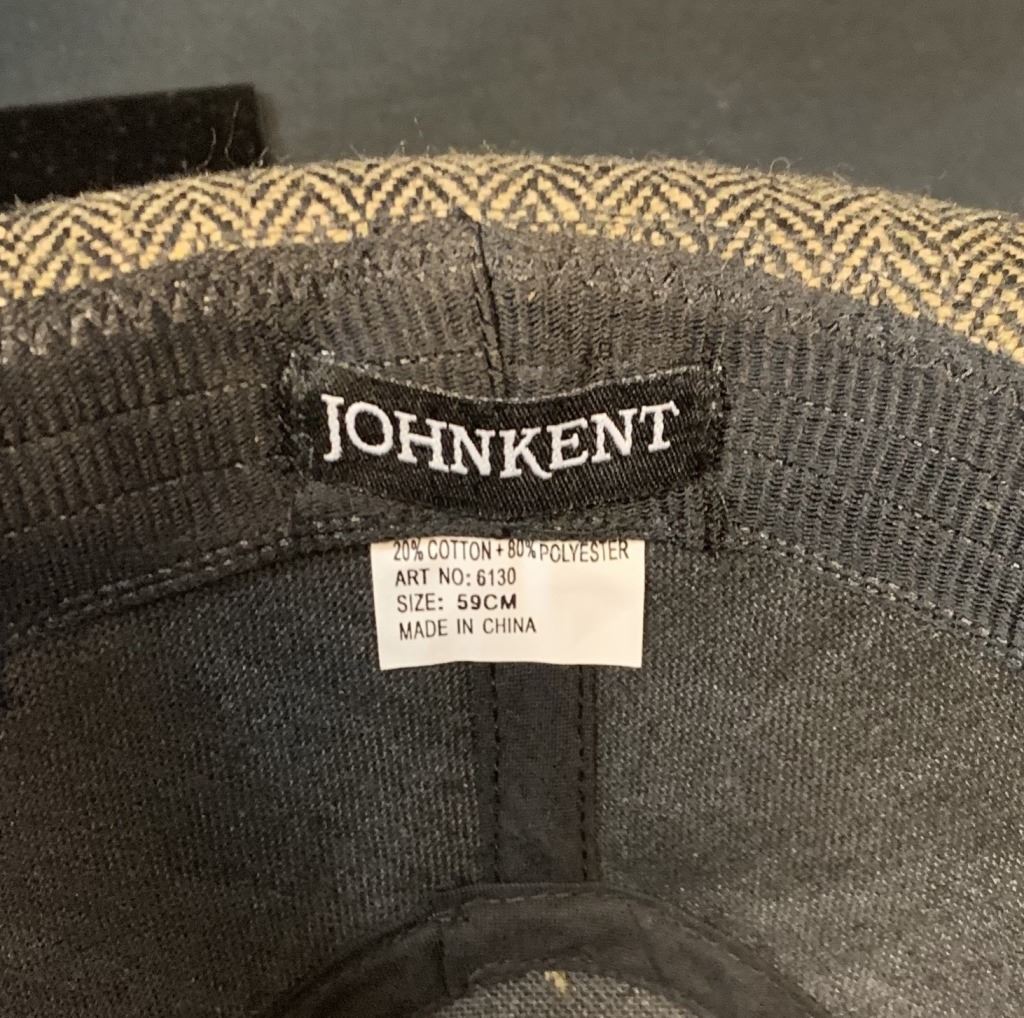 JOHNKENT
20% COTTON + 80% POLYESTER
ART NO: 6130
SIZE: 59CM
MADE IN CHINA